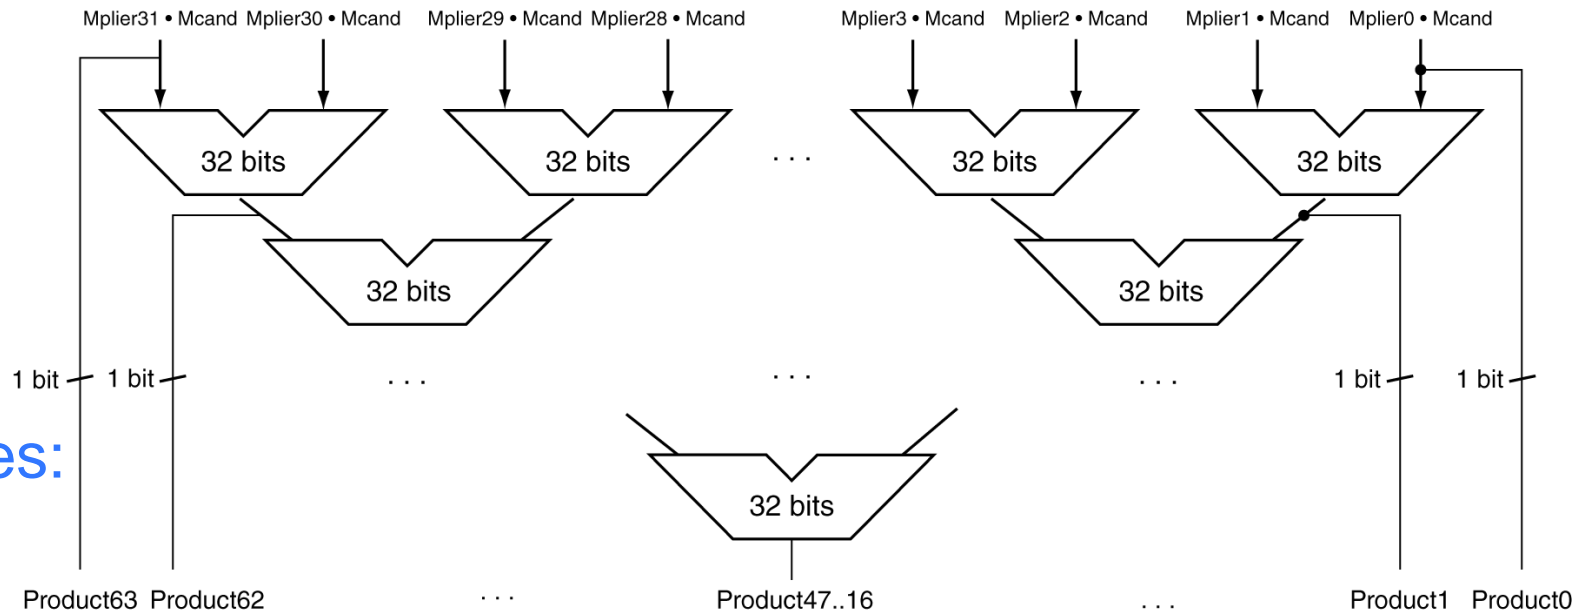 Mplier31 • Mcand Mplier30 • Mcand Mplier29 • Mcand Mplier28 • Mcand Mplier3 • Mcand Mplier2 • Mcand Mplier1 • Mcand Mplier0 • Mcand
32 bits 32 bits . . . 32 bits 32 bits
32 bits 32 bits
1 bit 1 bit . . . . . . . . . 1 bit 1 bit
es:
32 bits
Product63 Product62 . . . Product47..16 . . . Product1 Product0